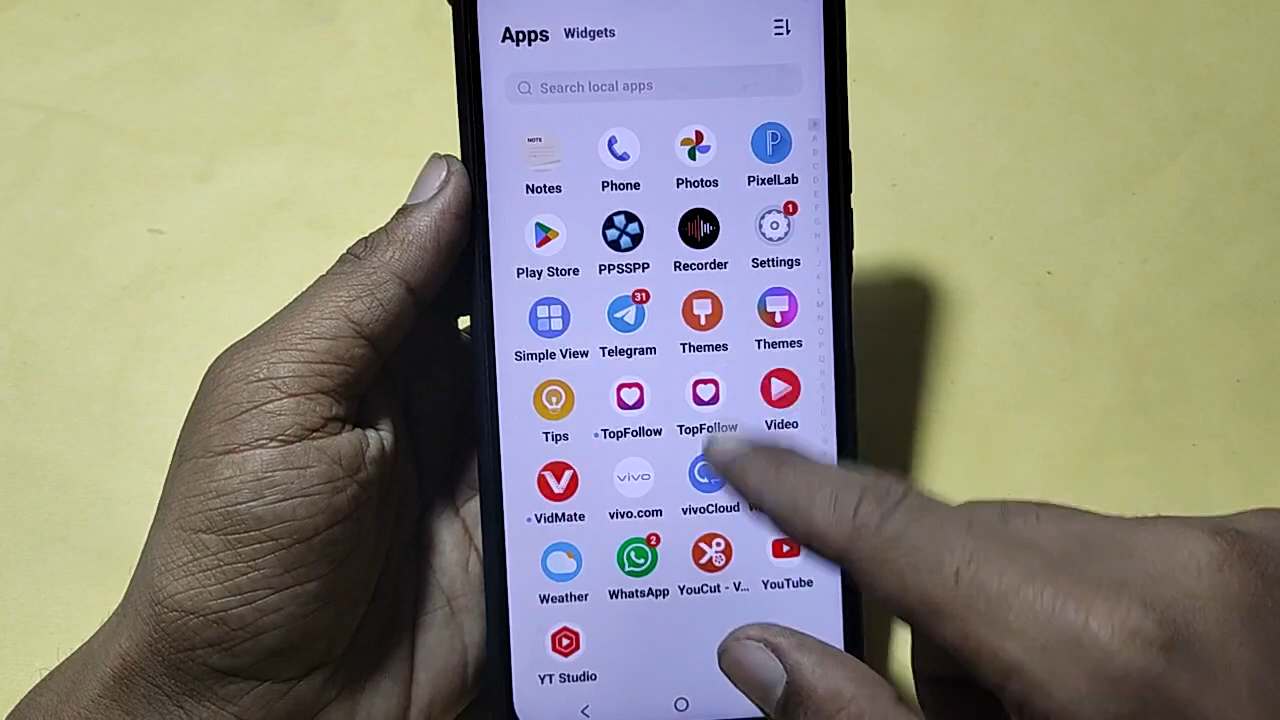 Apps Widgets
Search local apps
NOTE
Notes Phone Photos PixelLab
1
Play Store PPSSPP Recorder Settings
31
Simple View Telegram Themes Themes
Tips TopFollow TopFollow Video
vivo
VidMate vivo.com vivoCloud
2
Weather WhatsApp YouCut - V... YouTube
YT Studio